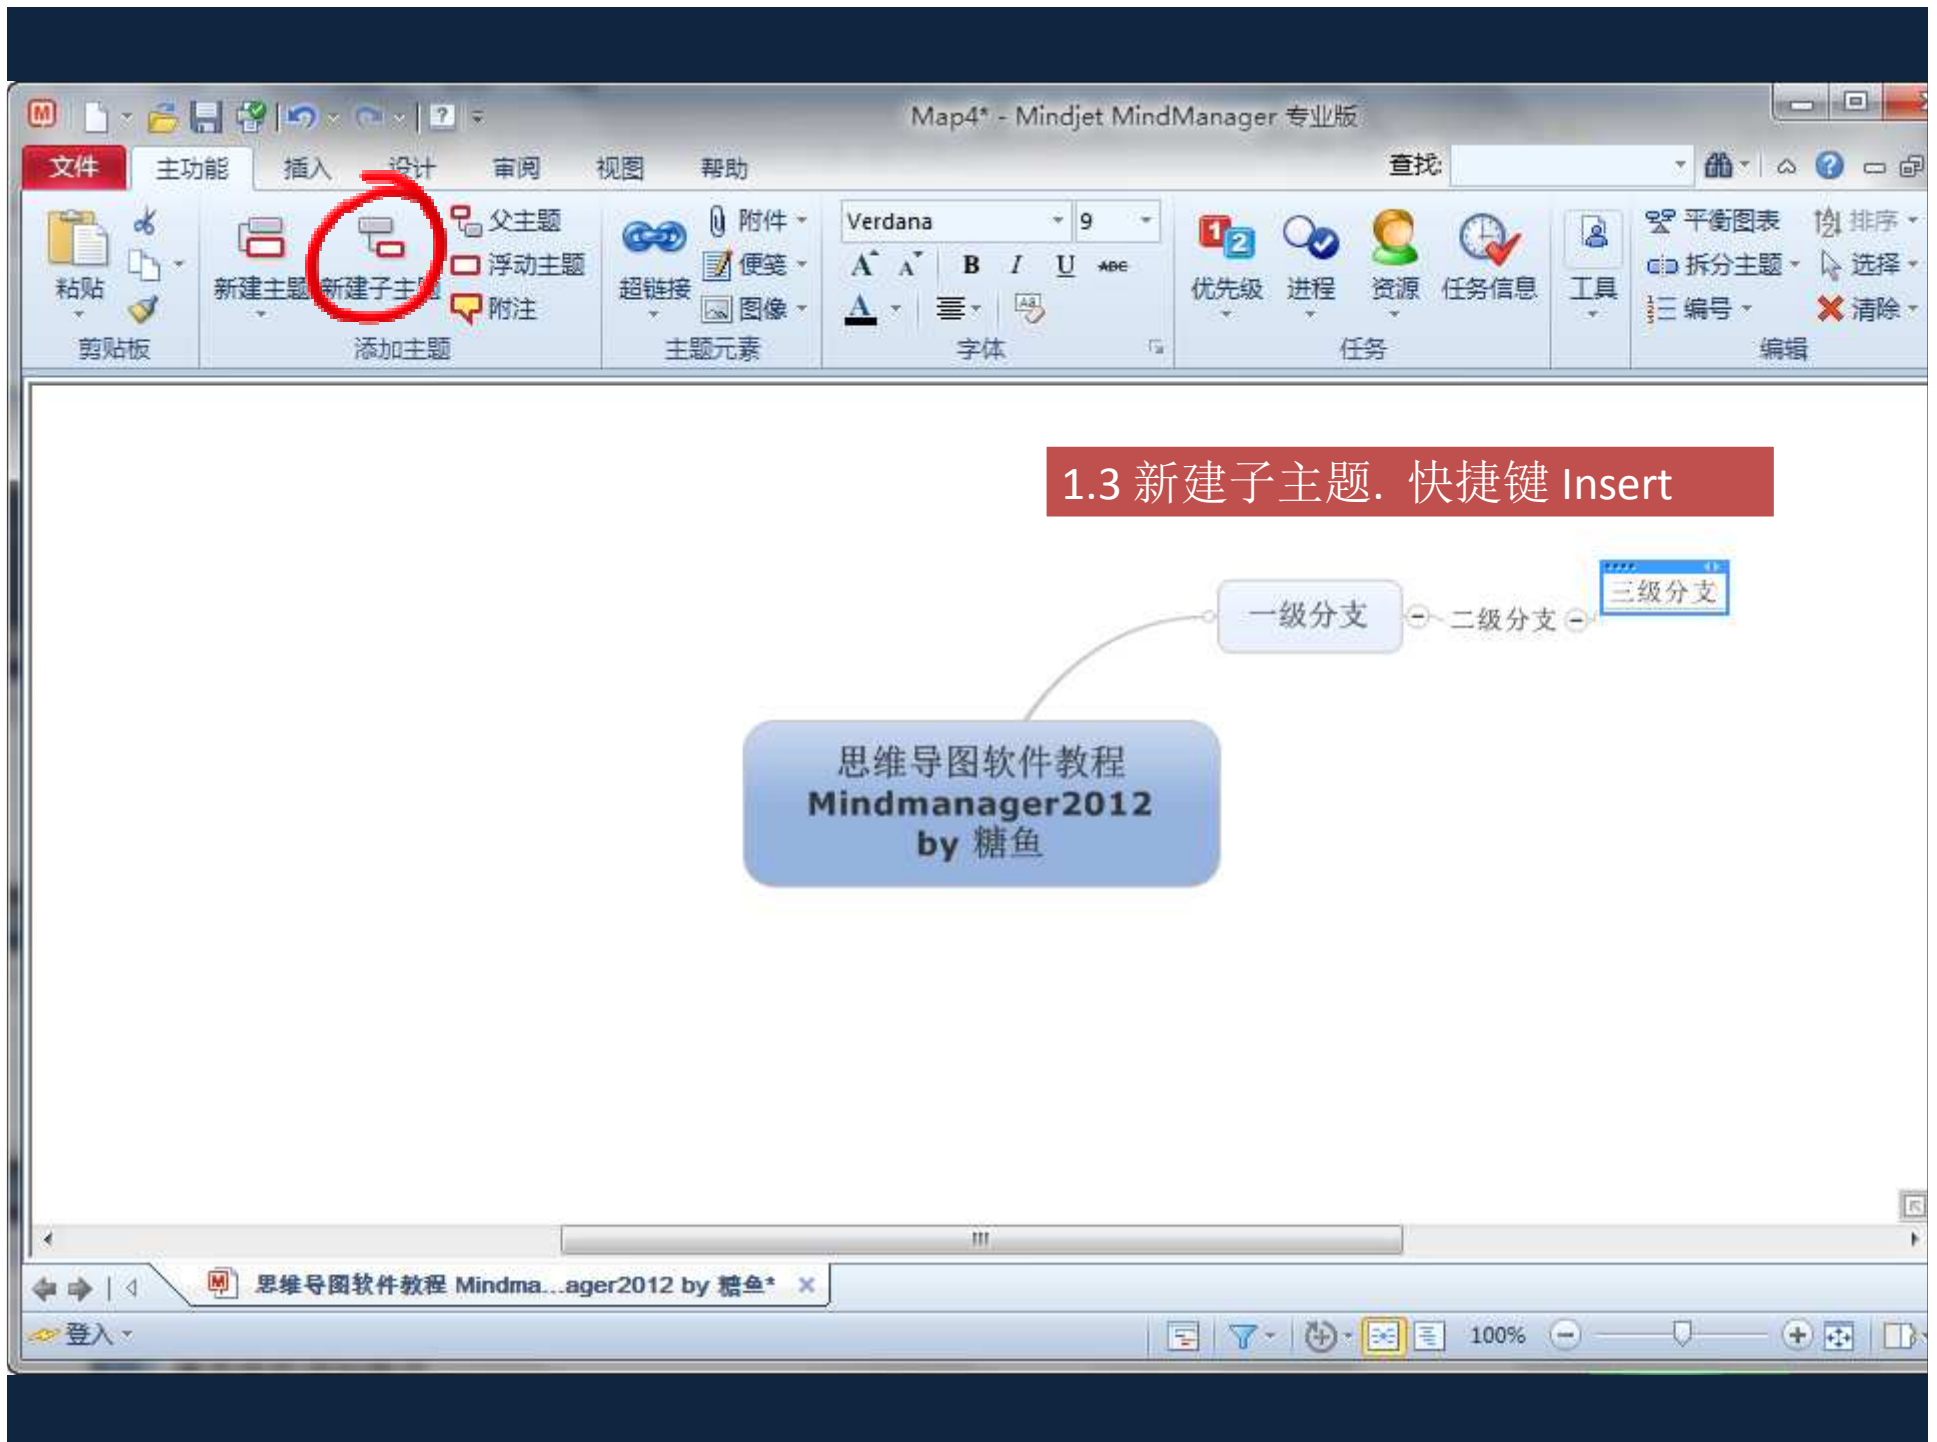 Map4* - Mindjet MindManager 专业版
文件 主功能 插入 设计 审阅 视图 帮助 查找:
父主题 附件 Verdana 9 平衡图表 排序
浮动主题 便笺 B I U ABC 拆分主题 选择
粘贴 新建主题 新建子主题 附注 超链接 图像 优先级 进程 资源 任务信息 工具 编号 清除
剪贴板 添加主题 主题元素 字体 任务 编辑
1.3 新建子主题. 快捷键 Insert
三级分支
一级分支 二级分支
思维导图软件教程
Mindmanager2012
by 糖鱼
思维导图软件教程 Mindma...ager2012 by 糖鱼*
登入 100%